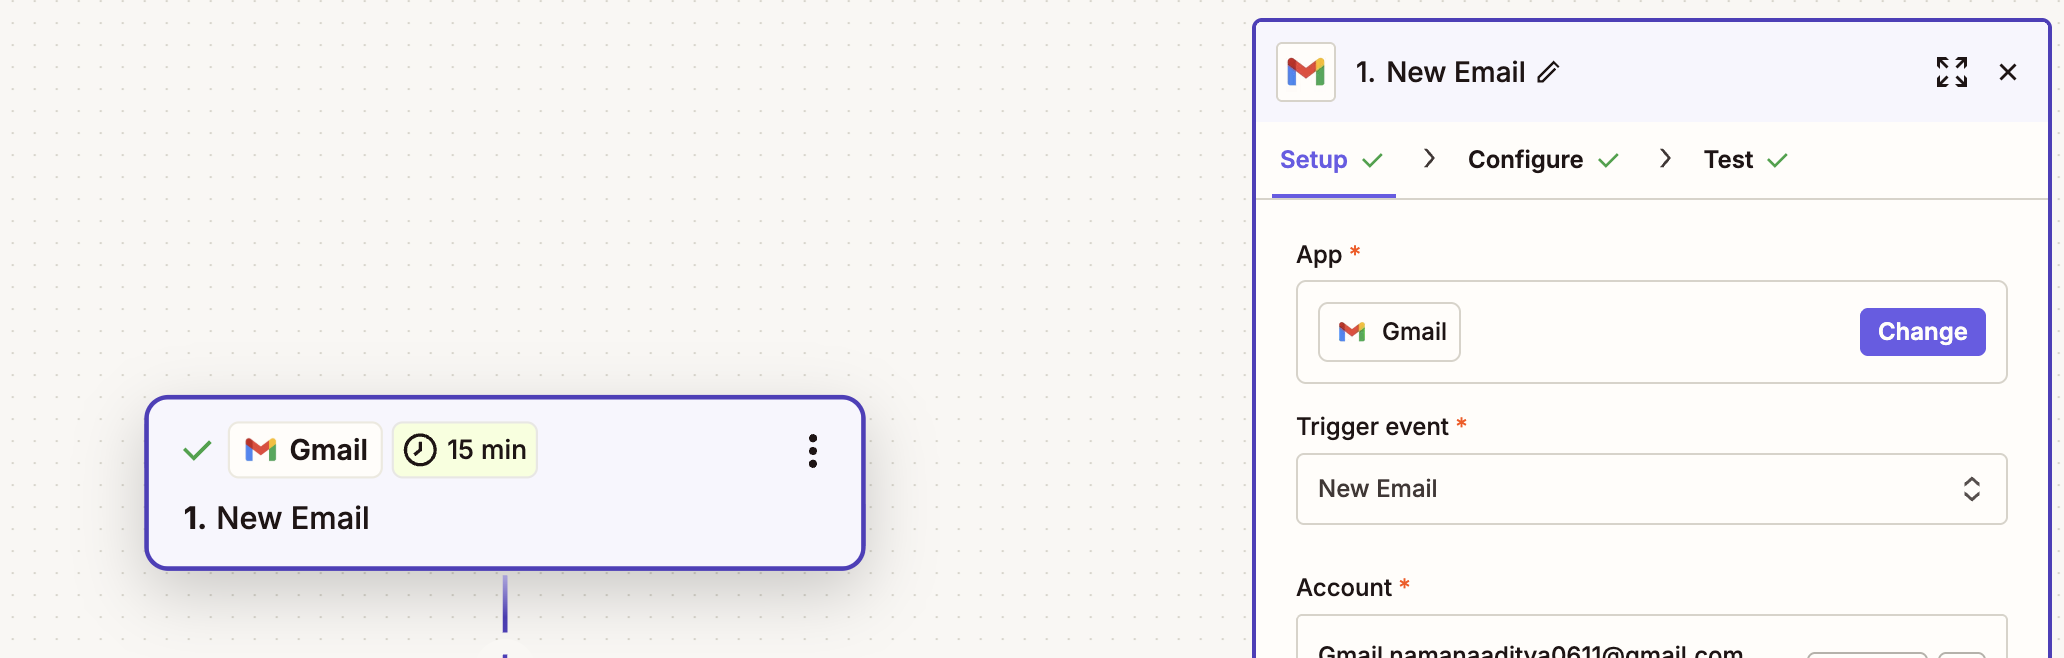 Gmail 15 min
1. New Email
1. New Email
Setup Configure Test
App *
Gmail Change
Trigger event *
New Email
Account *
Gmail namanaaditya0611@gmail.com